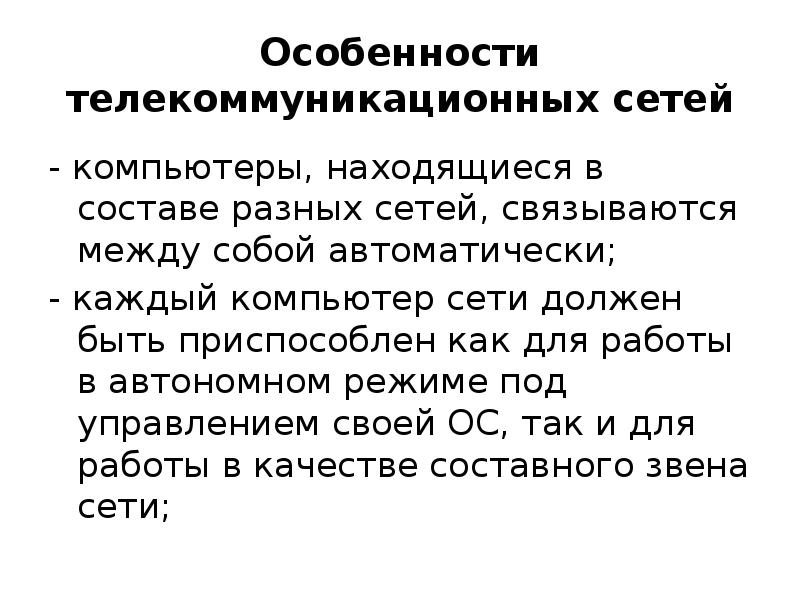 Особенности
телекоммуникационных сетей
- компьютеры, находящиеся в
составе разных сетей, связываются
между собой автоматически;
- каждый компьютер сети должен
быть приспособлен как для работы
в автономном режиме под
управлением своей ОС, так и для
работы в качестве составного звена
сети;